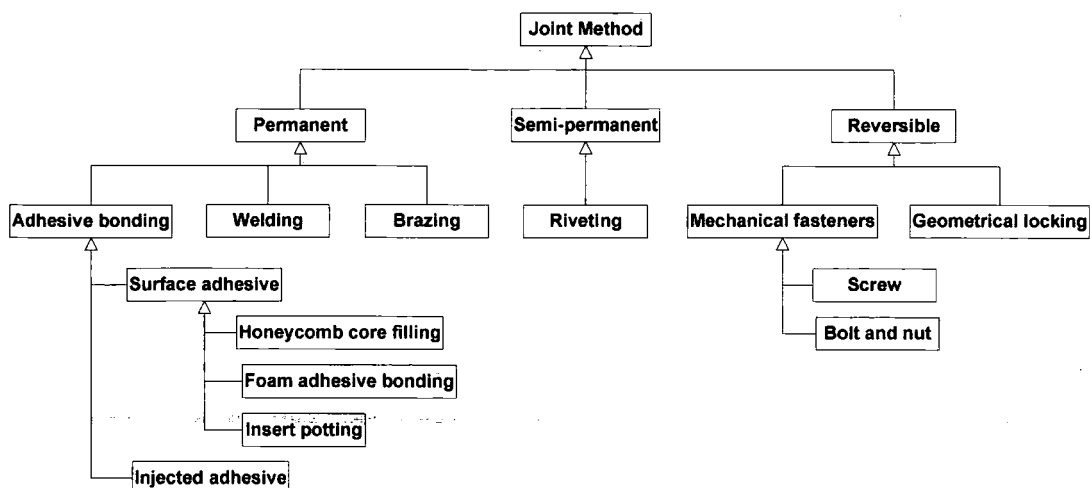 Joint Method
Permanent
Semi-permanent
Reversible
Adhesive bonding
Welding
Brazing
Riveting
Mechanical fasteners
Geometrical locking
Surface adhesive
Screw
Honeycomb core filling
Bolt and nut
Foam adhesive bonding
Insert potting
Injected adhesive